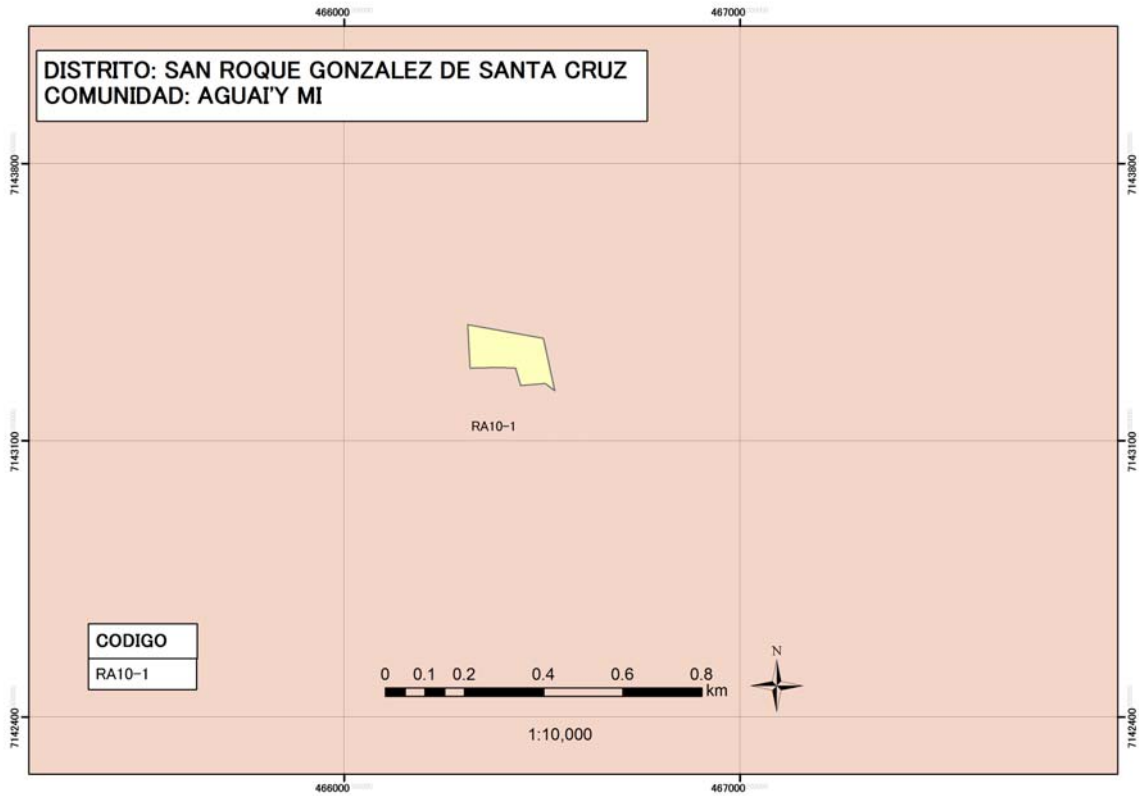 466000 467000
DISTRITO: SAN ROQUE GONZALEZ DE SANTA CRUZ
COMUNIDAD: AGUAI'Y MI
7143800 7143800
RA10-1
7143100 7143100
CODIGO
RA10-1
0 0.1 0.2 0.4 0.6 0.8
km
N
1:10,000
7142400 7142400
466000 467000